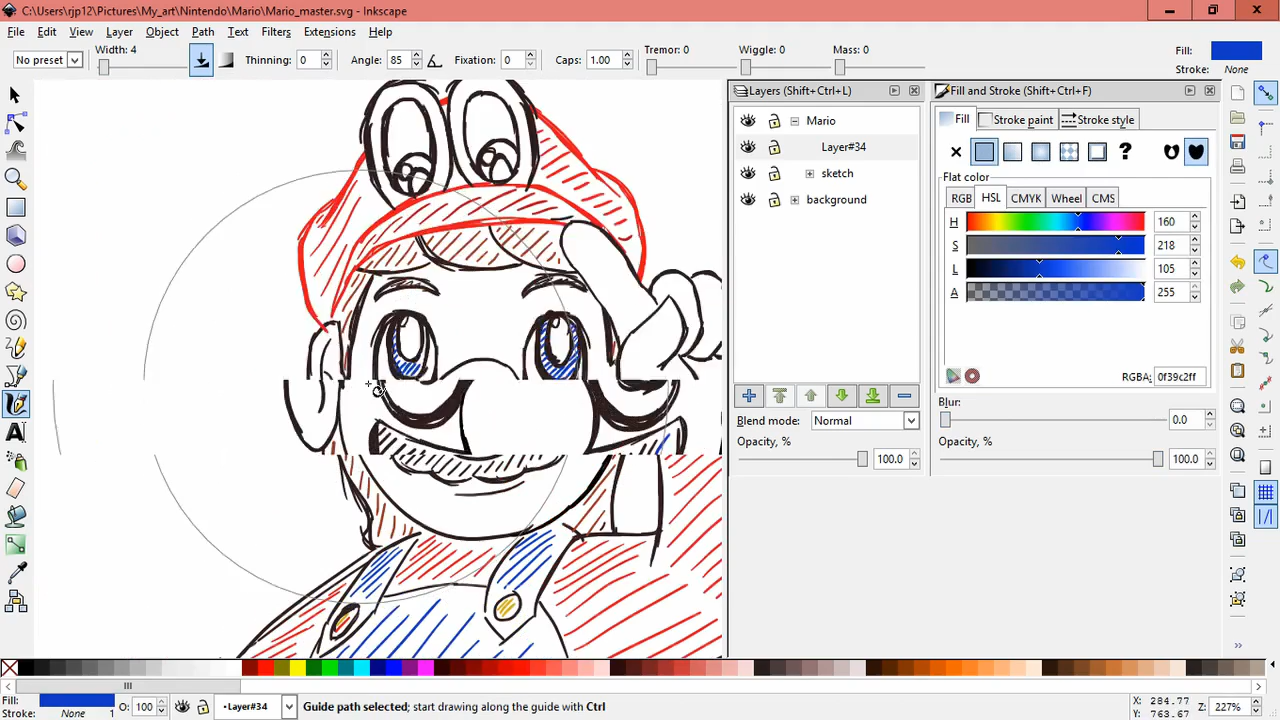 C:\Users\rjp12\Pictures\My_art\Nintendo\Mario\Mario_master.svg - Inkscape
File Edit View Layer Object Path Filters Text Extensions Help
No preset Width: 4 Thinning: 0 Angle: 85 Fixation: 0 Caps: 1.00 Tremor: 0 Wiggle: 0 Mass: 0 Fill: Stroke: None
Layers (Shift+Ctrl+L)
Mario
Layer#34
sketch
background
Blend mode: Normal
Opacity, % 100.0
Fill and Stroke (Shift+Ctrl+F)
Fill Stroke paint Stroke style
?
Flat color
RGB HSL CMYK Wheel CMS
H 160
S 218
L 105
A 255
RGBA: 0f39c2ff
Blur: 0.0
Opacity, % 100.0
Fill: O: 100 •Layer#34 Guide path selected; start drawing along the guide with Ctrl X: 284.77 Z: 227%
Stroke: None 1 Y: 763.67